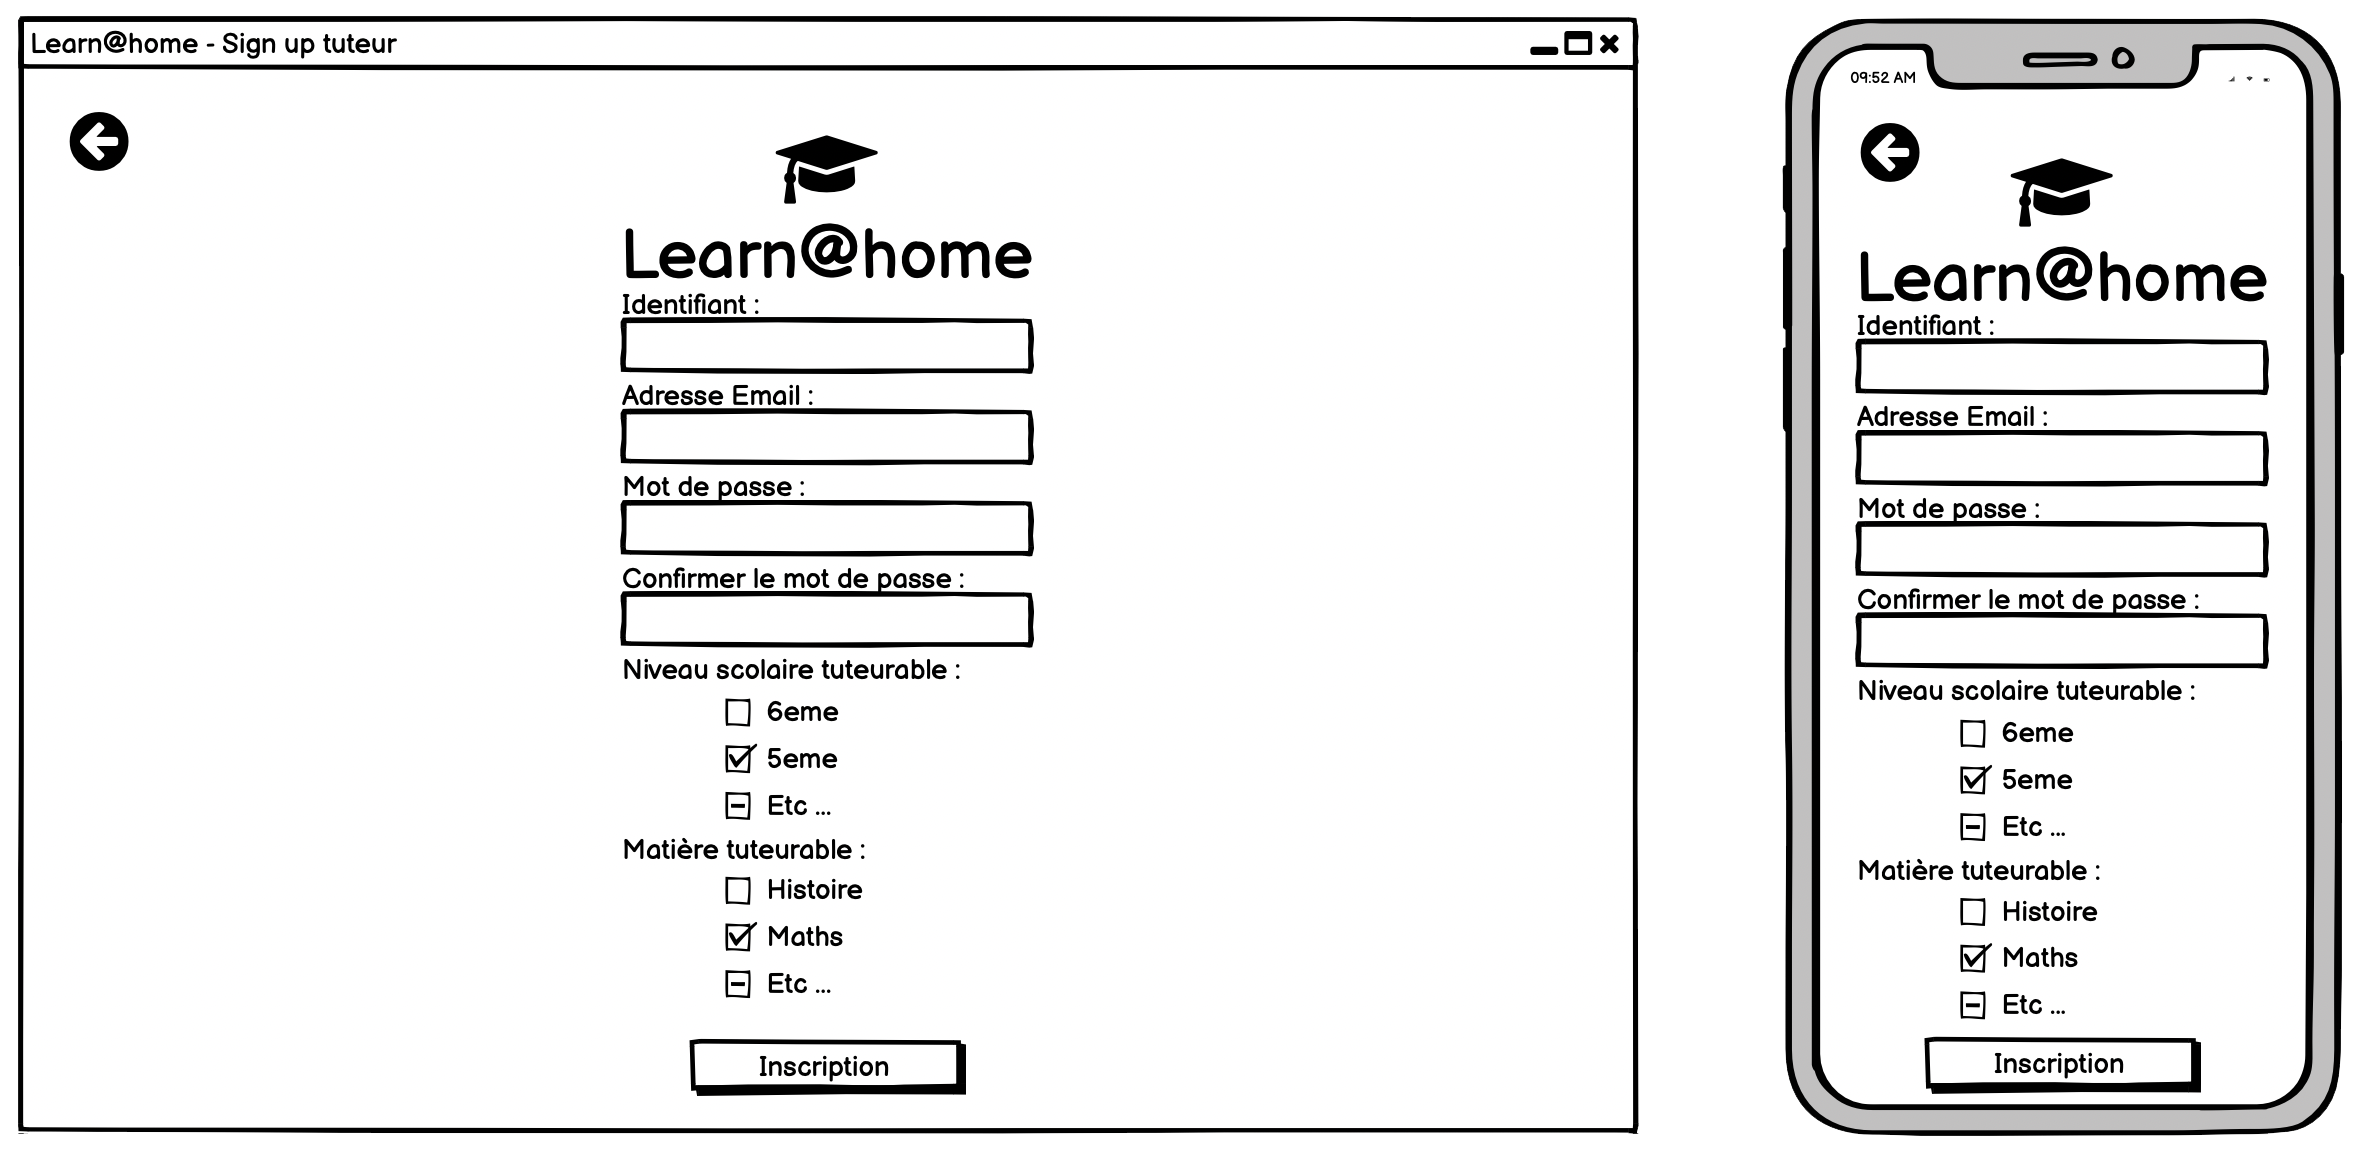 Learn@home - Sign up tuteur
Learn@home
Identifiant :
Adresse Email :
Mot de passe :
Confirmer le mot de passe :
Niveau scolaire tuteurable :
6eme
5eme
Etc ...
Matière tuteurable :
Histoire
Maths
Etc ...
Inscription
09:52 AM
Learn@home
Identifiant :
Adresse Email :
Mot de passe :
Confirmer le mot de passe :
Niveau scolaire tuteurable :
6eme
5eme
Etc ...
Matière tuteurable :
Histoire
Maths
Etc ...
Inscription